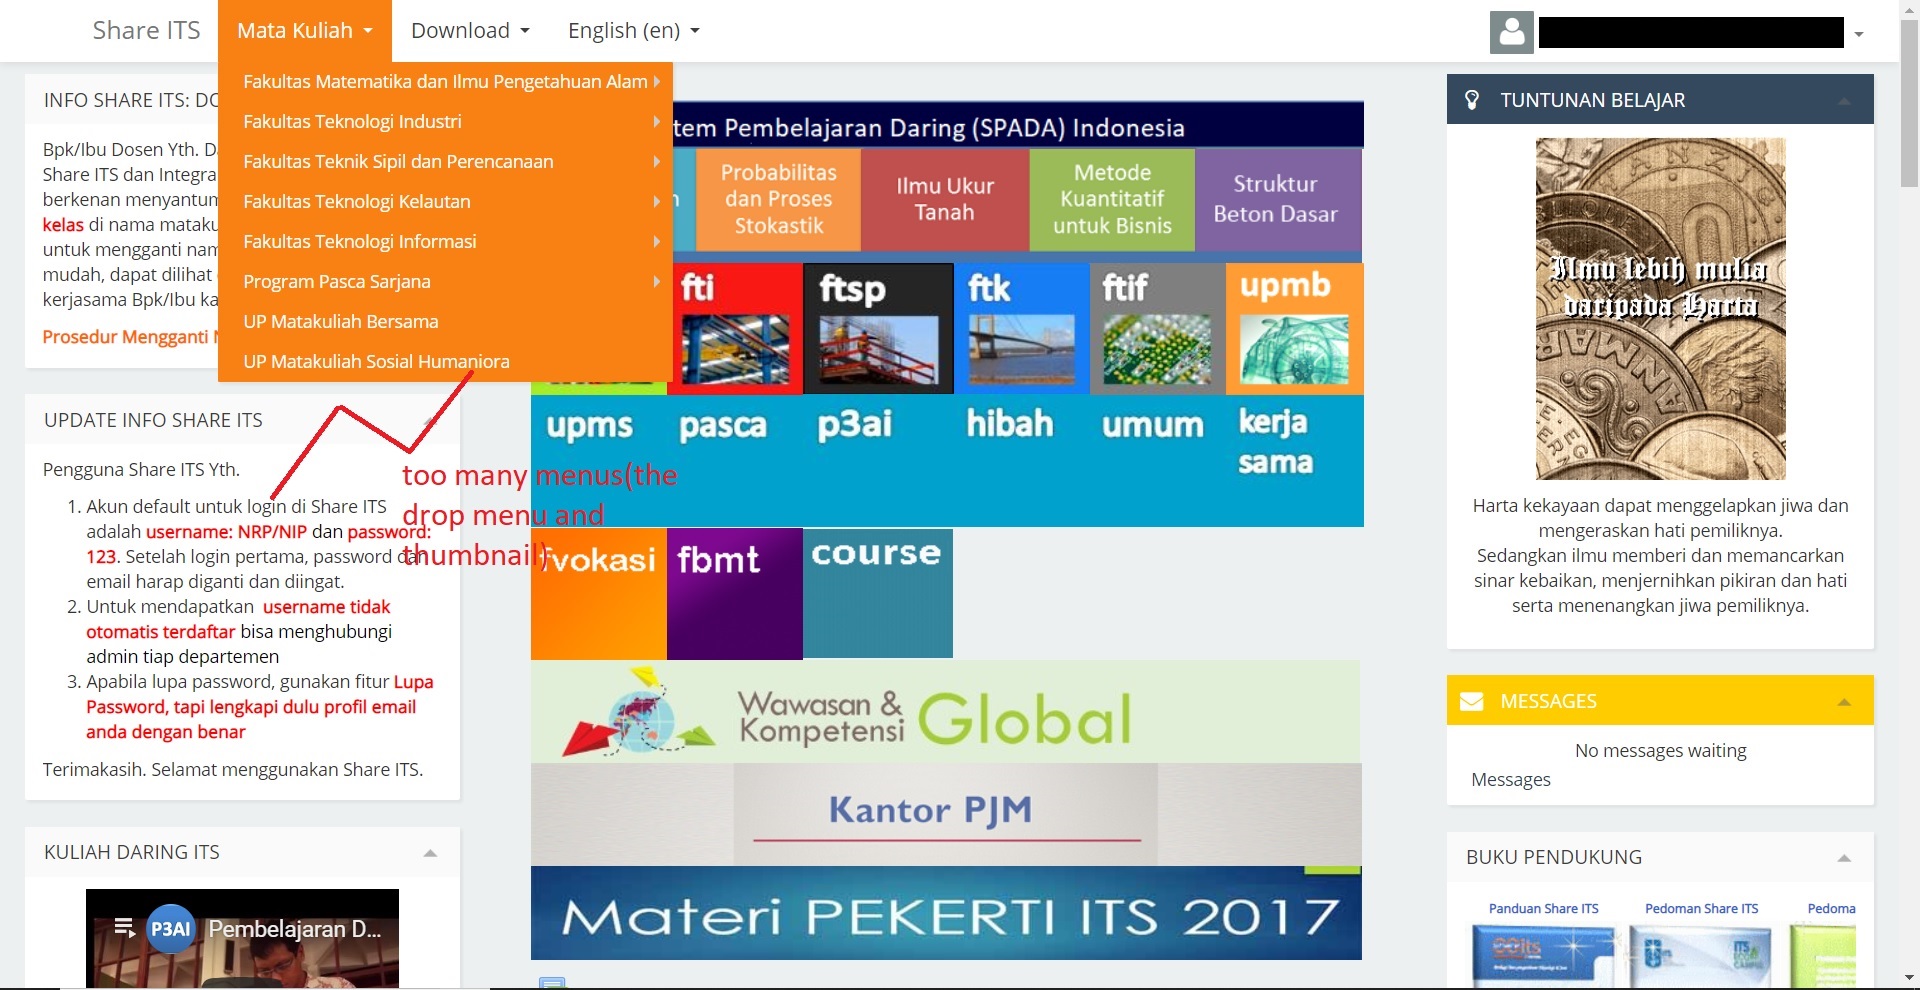 Share ITS
Mata Kuliah
Download
English (en)
Fakultas Matematika dan Ilmu Pengetahuan Alam
Fakultas Teknologi Industri
Fakultas Teknik Sipil dan Perencanaan
Fakultas Teknologi Kelautan
Fakultas Teknologi Informasi
Program Pasca Sarjana
UP Matakuliah Bersama
UP Matakuliah Sosial Humaniora
INFO SHARE ITS: DO
Bpk/Ibu Dosen Yth. Da
Share ITS dan Integra
berkenan menyantum
kelas di nama mataku
untuk mengganti nam
mudah, dapat dilihat
kerjasama Bpk/Ibu ka
Prosedur Mengganti N
UPDATE INFO SHARE ITS
Pengguna Share ITS Yth.
1. Akun default untuk login di Share ITS
adalah username: NRP/NIP dan password:
123. Setelah login pertama, password dan
email harap diganti dan diingat.
2. Untuk mendapatkan username tidak
otomatis terdaftar bisa menghubungi
admin tiap departemen
3. Apabila lupa password, gunakan fitur Lupa
Password, tapi lengkapi dulu profil email
anda dengan benar
Terimakasih. Selamat menggunakan Share ITS.
too many menus(the
drop menu and
thumbnail)
KULIAH DARING ITS
P3AI
Pembelajaran D...
tem Pembelajaran Daring (SPADA) Indonesia
n
Probabilitas
dan Proses
Stokastik
Ilmu Ukur
Tanah
Metode
Kuantitatif
untuk Bisnis
Struktur
Beton Dasar
fti
ftsp
ftk
ftif
upmb
upms
pasca
p3ai
hibah
umum
kerja
sama
fvokasi
fbmt
course
Wawasan &
Kompetensi
Global
Kantor PJM
Materi PEKERTI ITS 2017
TUNTUNAN BELAJAR
Ilmu lebih mulia
daripada Harta
Harta kekayaan dapat menggelapkan jiwa dan
mengeraskan hati pemiliknya.
Sedangkan ilmu memberi dan memancarkan
sinar kebaikan, menjernihkan pikiran dan hati
serta menenangkan jiwa pemiliknya.
MESSAGES
No messages waiting
Messages
BUKU PENDUKUNG
Panduan Share ITS
Pedoman Share ITS
Pedoma